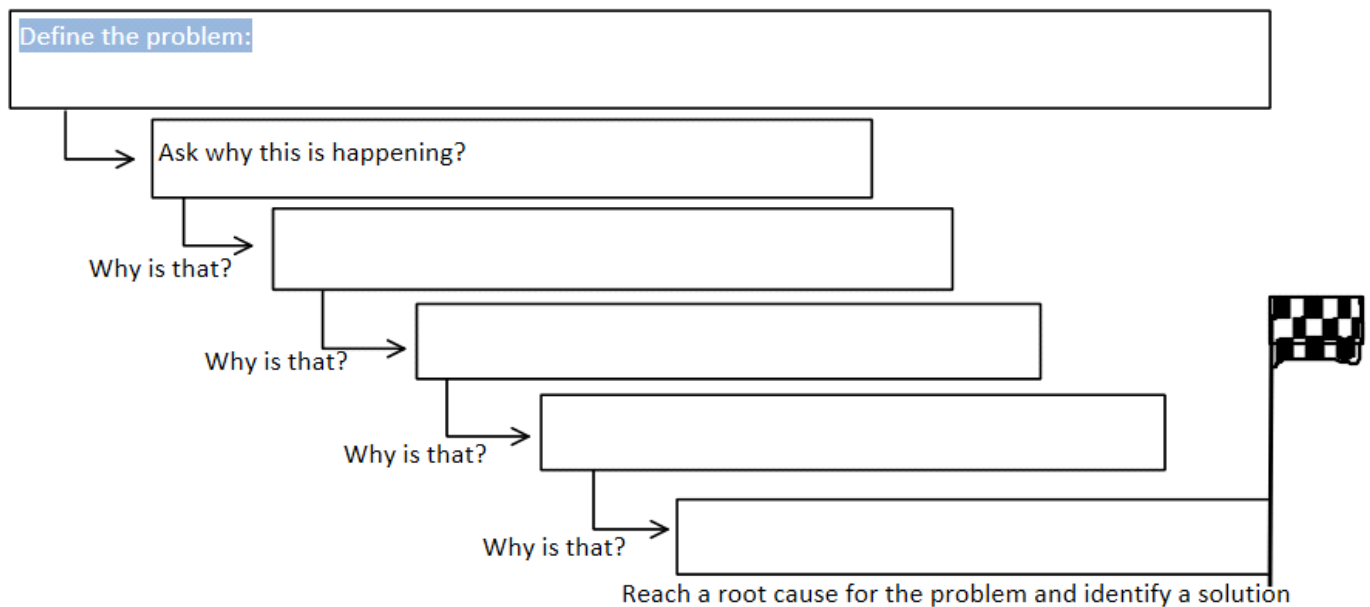 Define the problem:
Ask why this is happening?
Why is that?
Why is that?
Why is that?
Why is that?
Reach a root cause for the problem and identify a solution